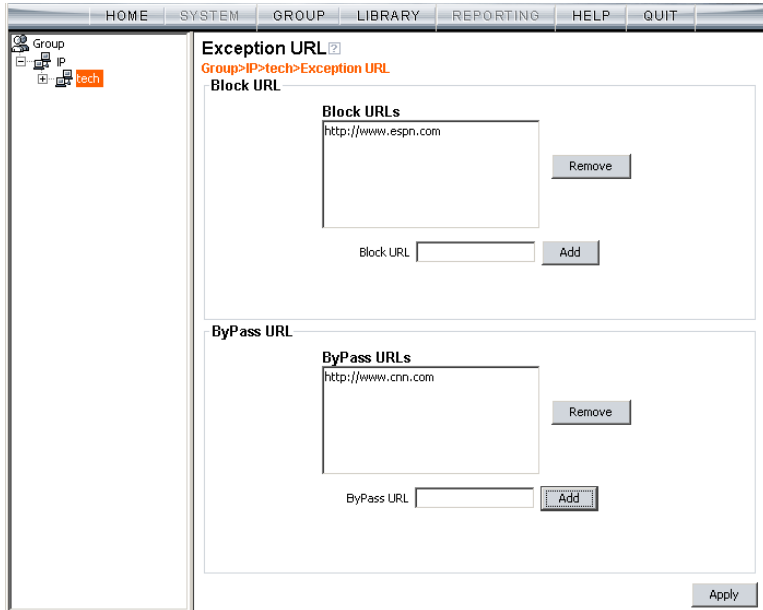 HOME SYSTEM GROUP LIBRARY REPORTING HELP QUIT
Group
IP
tech
Exception URL ?
Group>IP>tech>Exception URL
Block URL
Block URLs
http://www.espn.com
Remove
Block URL Add
ByPass URL
ByPass URLs
http://www.cnn.com
Remove
ByPass URL Add
Apply